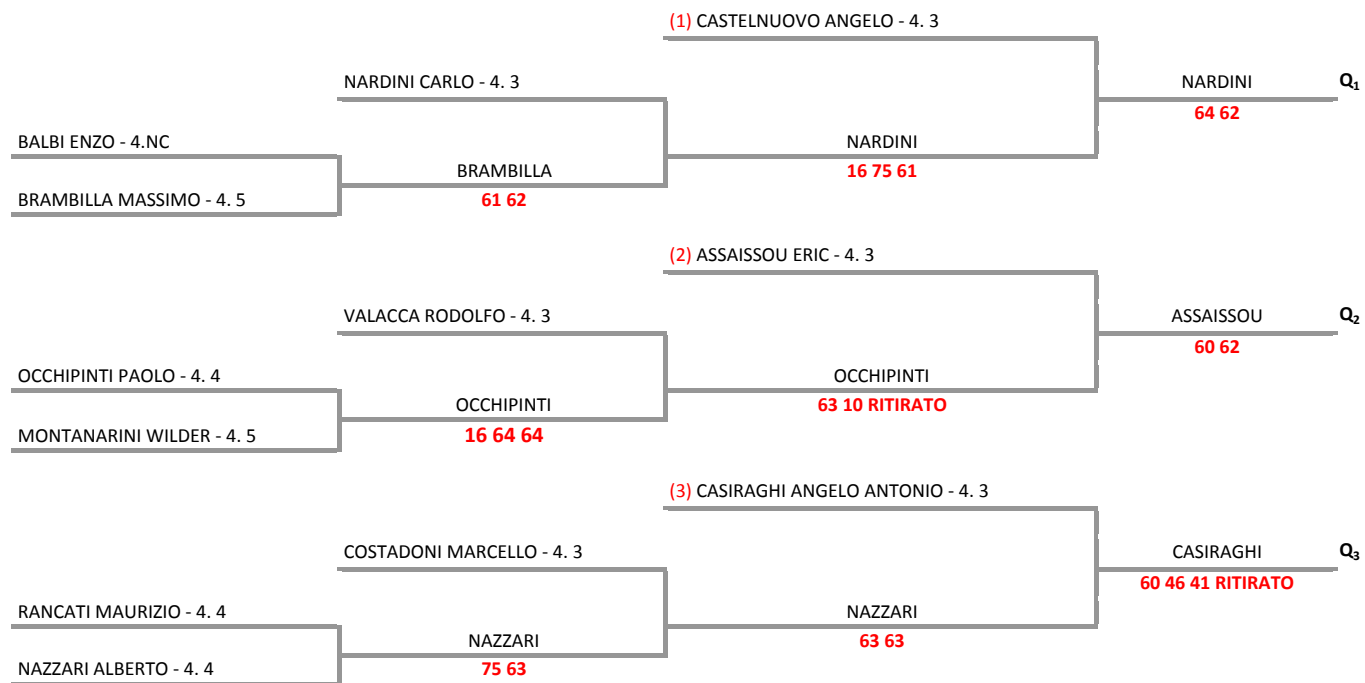 (1) CASTELNUOVO ANGELO - 4. 3
NARDINI CARLO - 4. 3
NARDINI
Q1
64 62
BALBI ENZO - 4.NC
NARDINI
BRAMBILLA
16 75 61
BRAMBILLA MASSIMO - 4. 5
61 62
(2) ASSAISSOU ERIC - 4. 3
VALACCA RODOLFO - 4. 3
ASSAISSOU
Q2
60 62
OCCHIPINTI PAOLO - 4. 4
OCCHIPINTI
OCCHIPINTI
63 10 RITIRATO
MONTANARINI WILDER - 4. 5
16 64 64
(3) CASIRAGHI ANGELO ANTONIO - 4. 3
COSTADONI MARCELLO - 4. 3
CASIRAGHI
Q3
60 46 41 RITIRATO
RANCATI MAURIZIO - 4. 4
NAZZARI
NAZZARI
63 63
NAZZARI ALBERTO - 4. 4
75 63